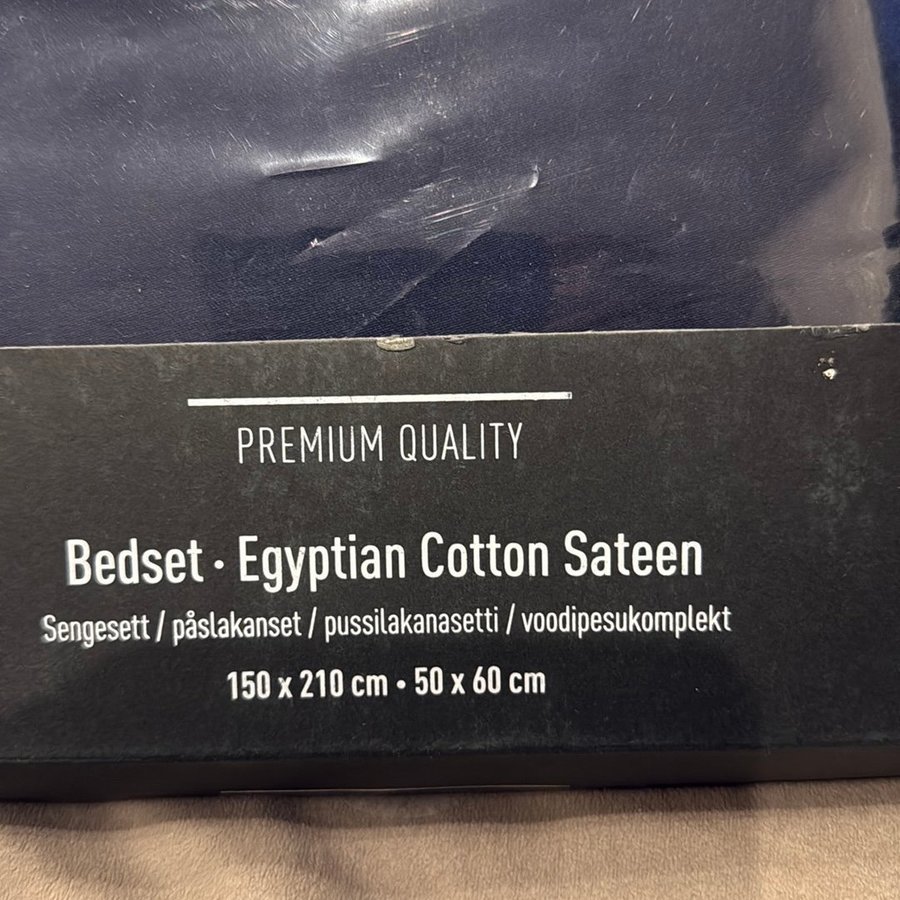 PREMIUM QUALITY
Bedset · Egyptian Cotton Sateen
Sengesett / påslakanset / pussilakanasetti / voodipesukomplekt
150 x 210 cm • 50 x 60 cm